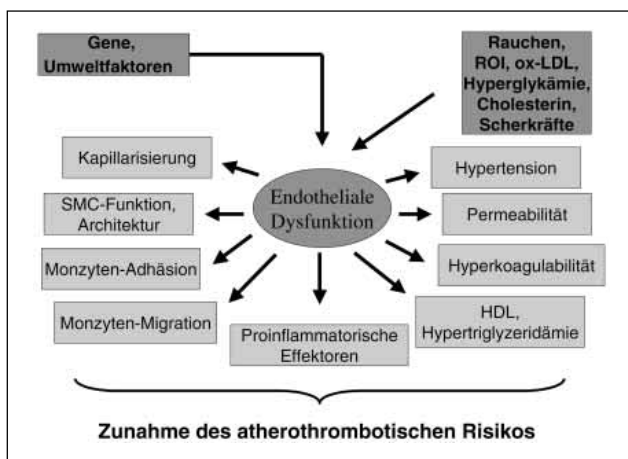 Gene,
Umweltfaktoren
Rauchen,
ROI, ox-LDL,
Hyperglykämie,
Cholesterin,
Scherkräfte
Kapillarisierung
SMC-Funktion,
Architektur
Monzyten-Adhäsion
Monzyten-Migration
Endotheliale
Dysfunktion
Proinflammatorische
Effektoren
Hypertension
Permeabilität
Hyperkoagulabilität
HDL,
Hypertriglyzeridämie
Zunahme des atherothrombotischen Risikos